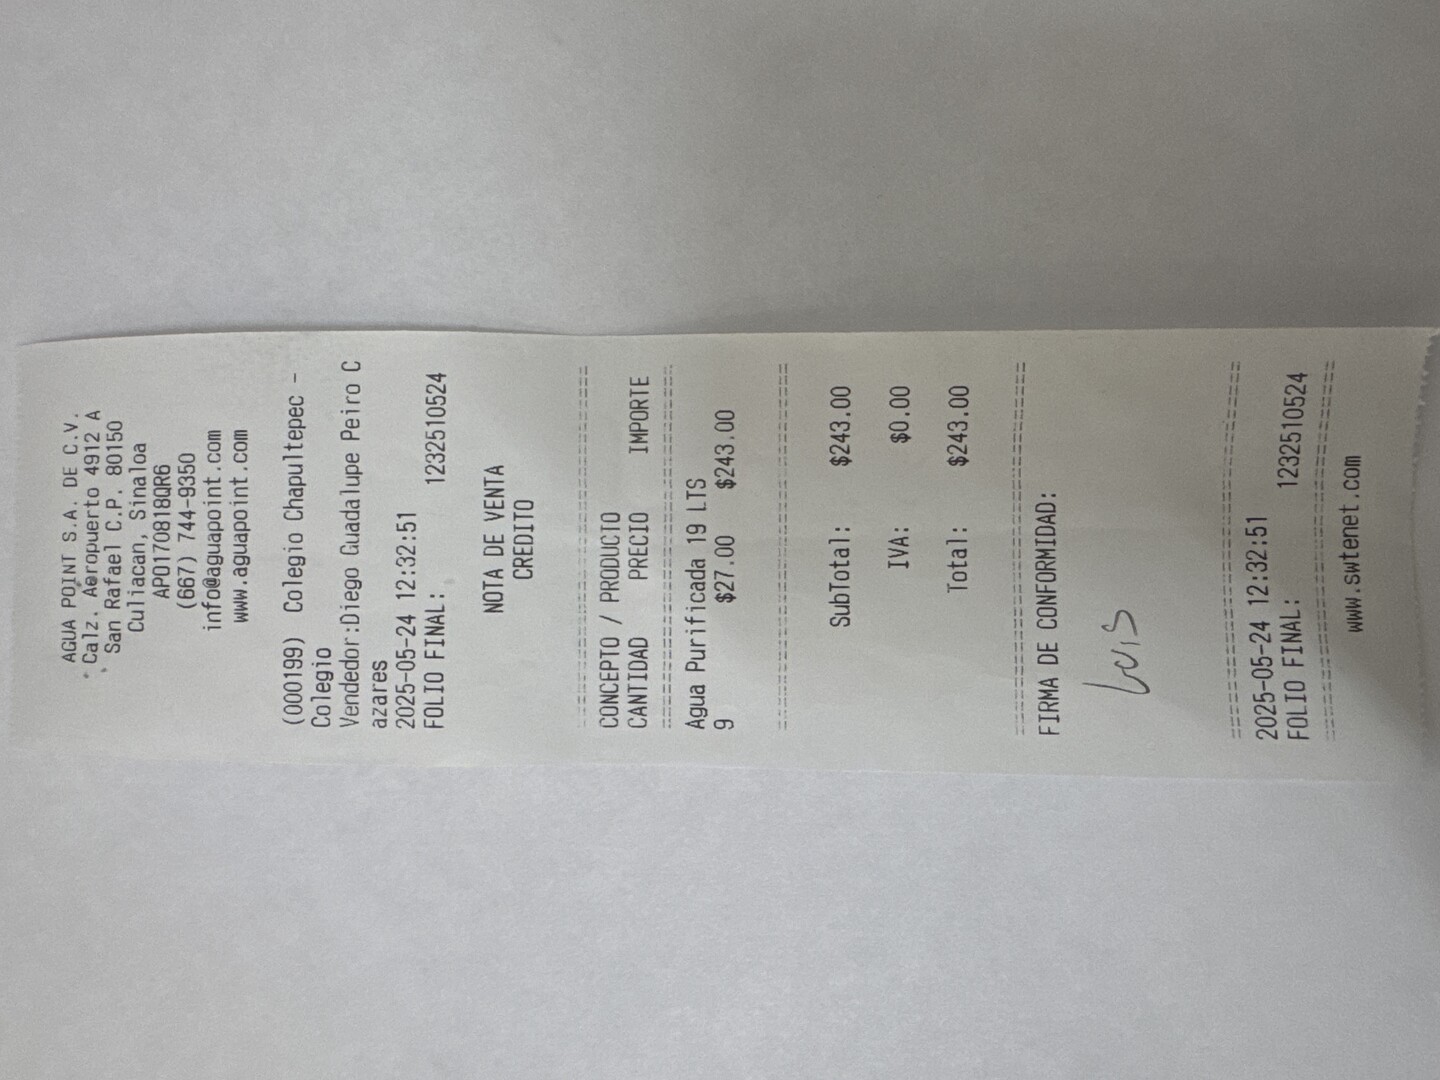 AGUA POINT S.A. DE C.V.
Calz. Aeropuerto 4912 A
San Rafael C.P. 80150
Culiacan, Sinaloa
APO170818QR6
(667) 744-9350
info@aguapoint.com
www.aguapoint.com
(000199) Colegio Chapultepec -
Colegio
Vendedor:Diego Guadalupe Peiro C
azares
2025-05-24 12:32:51
FOLIO FINAL: 1232510524
NOTA DE VENTA
CREDITO
================================
CONCEPTO / PRODUCTO
CANTIDAD PRECIO IMPORTE
================================
Agua Purificada 19 LTS
9 $27.00 $243.00
================================
SubTotal: $243.00
IVA: $0.00
Total: $243.00
================================
FIRMA DE CONFORMIDAD:
Luis
================================
2025-05-24 12:32:51
FOLIO FINAL: 1232510524
================================
www.swtenet.com